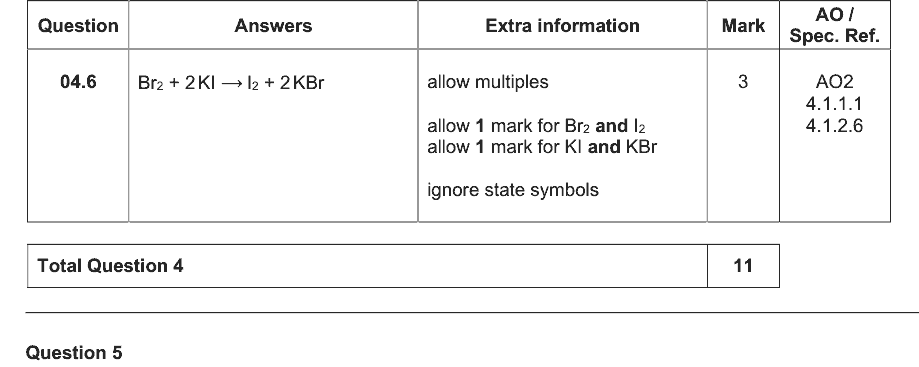 Question Answers Extra information Mark AO /
Spec. Ref.
04.6 Br₂ + 2KI ⟶ I₂ + 2KBr allow multiples 3 AO2
4.1.1.1
allow 1 mark for Br₂ and I₂ 4.1.2.6
allow 1 mark for KI and KBr
ignore state symbols
Total Question 4 11
Question 5